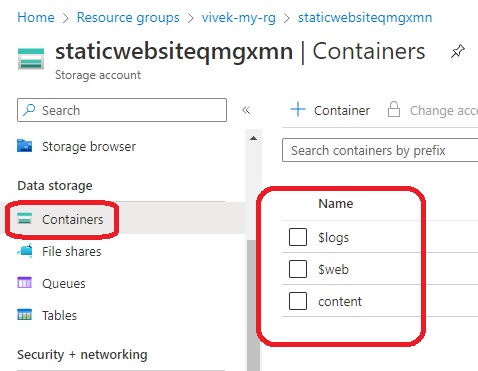 Home > Resource groups > vivek-my-rg > staticwebsiteqmgxmn
staticwebsiteqmgxmn | Containers
Storage account
Search
«
Storage browser
Data storage
Containers
File shares
Queues
Tables
Security + networking
+ Container
Change acce
Search containers by prefix
Name
$logs
$web
content